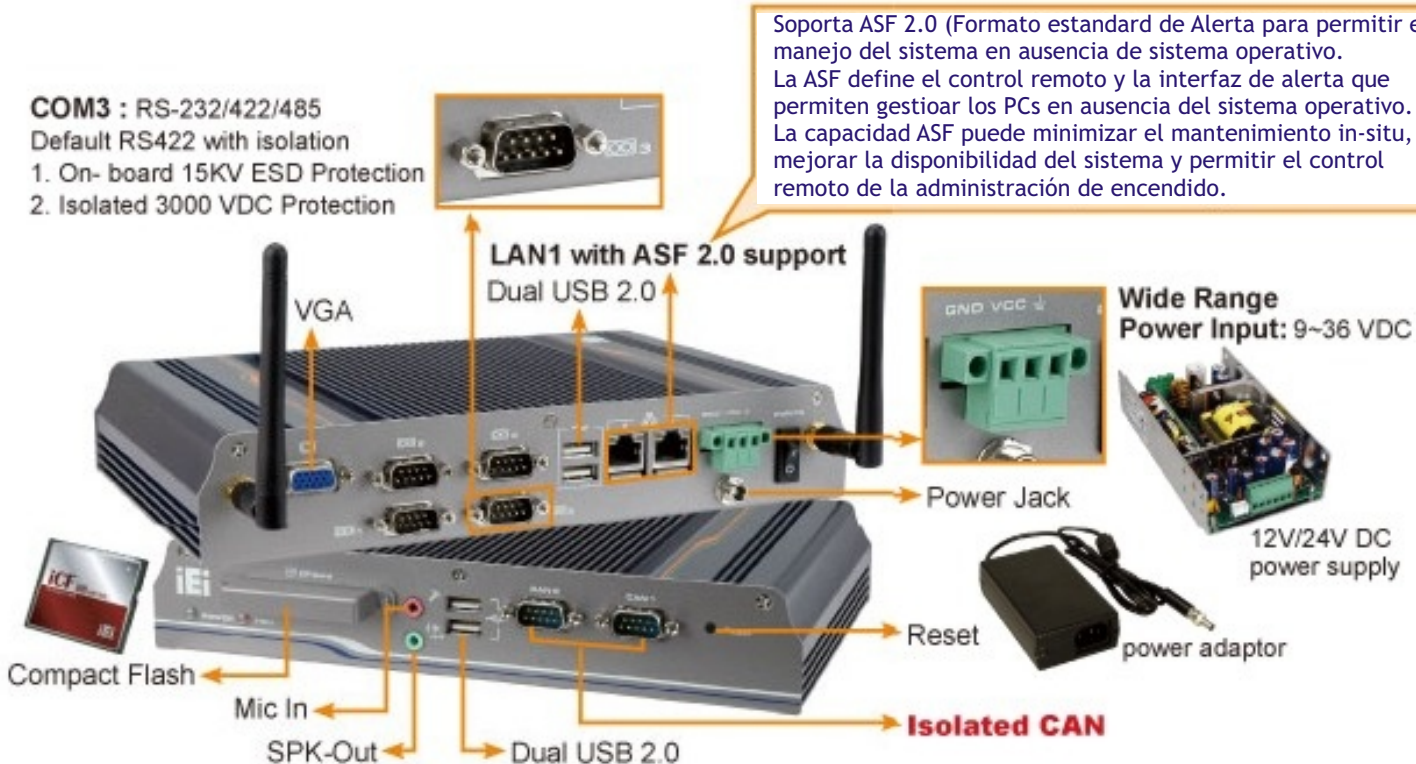 Soporta ASF 2.0 (Formato estandard de Alerta para permitir e
manejo del sistema en ausencia de sistema operativo.
La ASF define el control remoto y la interfaz de alerta que
permiten gestioar los PCs en ausencia del sistema operativo.
La capacidad ASF puede minimizar el mantenimiento in-situ,
mejorar la disponibilidad del sistema y permitir el control
remoto de la administración de encendido.
COM3 : RS-232/422/485
Default RS422 with isolation
1. On- board 15KV ESD Protection
2. Isolated 3000 VDC Protection
3
LAN1 with ASF 2.0 support
Dual USB 2.0
VGA
GND VCC
Wide Range
Power Input: 9~36 VDC
Power Jack
12V/24V DC
power supply
iCF
iEi
iEi
CAN1
Reset
power adaptor
Compact Flash
Mic In
Isolated CAN
SPK-Out
Dual USB 2.0